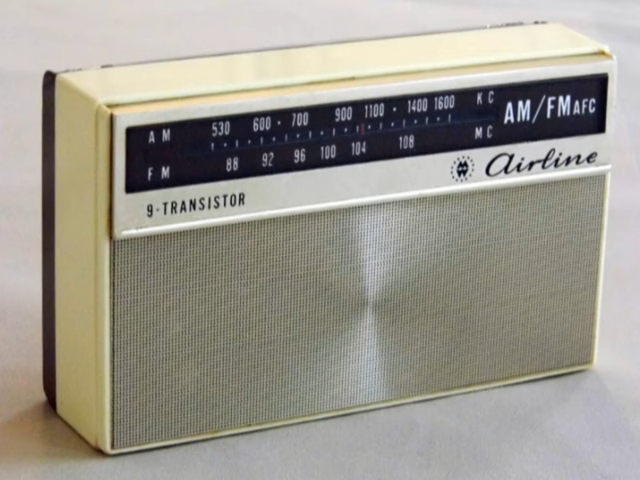 AM 530 600 · 700 900 1100 · 1400 1600 KC
FM 88 92 96 100 104 108 MC
AM/FM AFC
Airline
9-TRANSISTOR